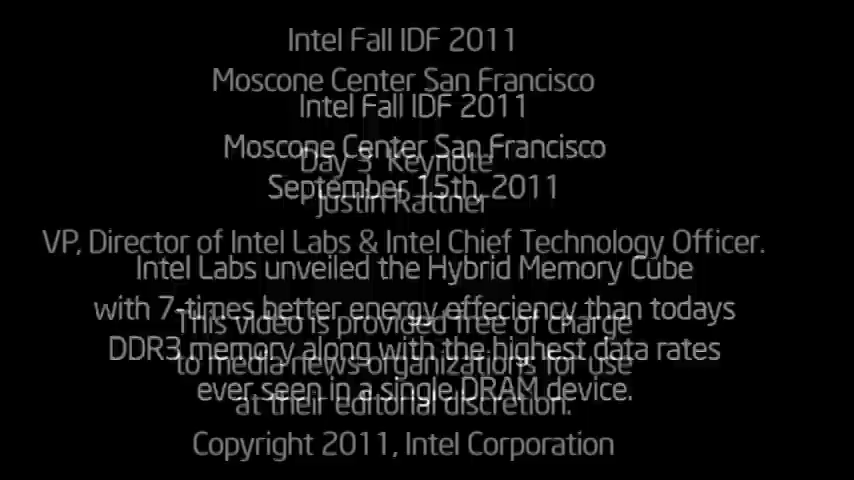 Intel Fall IDF 2011
Moscone Center San Francisco
Intel Fall IDF 2011
Moscone Center San Francisco
Day 3 Keynote
September 15th, 2011
Justin Rattner
VP, Director of Intel Labs & Intel Chief Technology Officer.
Intel Labs unveiled the Hybrid Memory Cube
with 7-times better energy effeciency than todays
This video is provided free of charge
DDR3 memory along with the highest data rates
to media news organizations for use
ever seen in a single DRAM device.
at their editorial discretion.
Copyright 2011, Intel Corporation